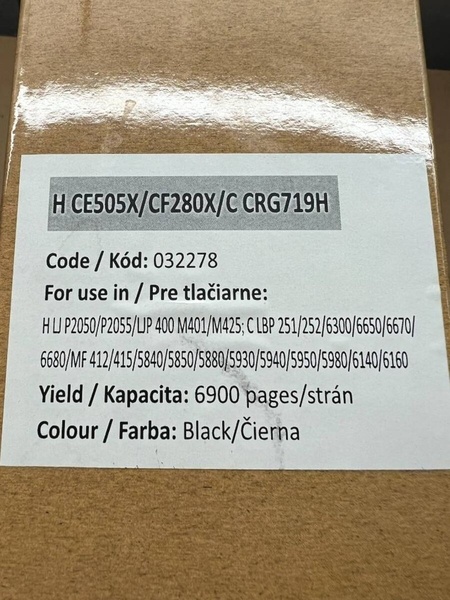 H CE505X/CF280X/C CRG719H
Code / Kód: 032278
For use in / Pre tlačiarne:
H LJ P2050/P2055/LJP 400 M401/M425; C LBP 251/252/6300/6650/6670/
6680/MF 412/415/5840/5850/5880/5930/5940/5950/5980/6140/6160
Yield / Kapacita: 6900 pages/strán
Colour / Farba: Black/Čierna